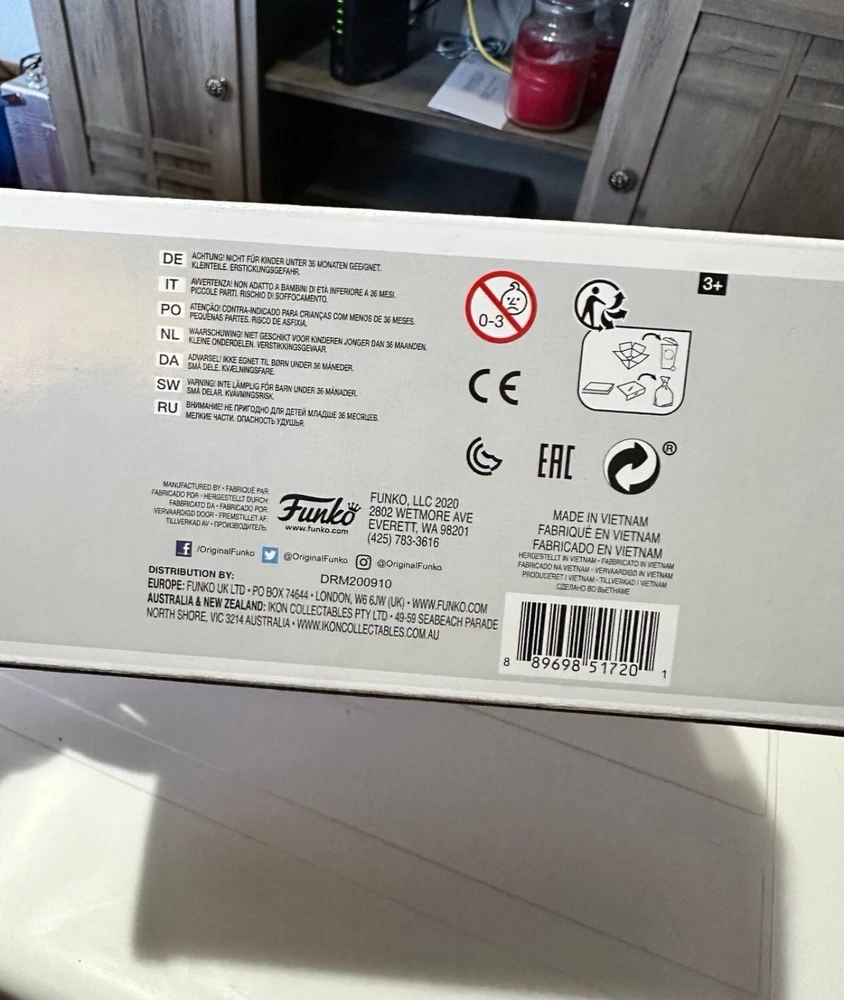 DE ACHTUNG! NICHT FÜR KINDER UNTER 36 MONATEN GEEIGNET.
KLEINTEILE. ERSTICKUNGSGEFAHR.
IT AVVERTENZA! NON ADATTO A BAMBINI DI ETÀ INFERIORE A 36 MESI.
PICCOLE PARTI. RISCHIO DI SOFFOCAMENTO.
PO ATENÇÃO! CONTRA-INDICADO PARA CRIANÇAS COM MENOS DE 36 MESES.
PEQUENAS PARTES. RISCO DE ASFIXIA.
NL WAARSCHUWING! NIET GESCHIKT VOOR KINDEREN JONGER DAN 36 MAANDEN.
KLEINE ONDERDELEN. VERSTIKKINGSGEVAAR.
DA ADVARSEL! IKKE EGNET TIL BØRN UNDER 36 MÅNEDER.
SMÅ DELE. KVÆLNINGSFARE.
SW VARNING! INTE LÄMPLIG FÖR BARN UNDER 36 MÅNADER.
SMÅ DELAR. KVÄVNINGSRISK.
RU ВНИМАНИЕ! НЕ ПРИГОДНО ДЛЯ ДЕТЕЙ МЛАДШЕ 36 МЕСЯЦЕВ.
МЕЛКИЕ ЧАСТИ. ОПАСНОСТЬ УДУШЬЯ.
0-3
3+
CE
EAC
®
MANUFACTURED BY • FABRIQUÉ PAR
FABRICADO POR • HERGESTELLT DURCH
FABBRICATO DA • FABRICADO POR
VERVAARDIGD DOOR • FREMSTILLET AF
TILLVERKAD AV • ПРОИЗВОДИТЕЛЬ
Funko
www.funko.com
FUNKO, LLC 2020
2802 WETMORE AVE
EVERETT, WA 98201
(425) 783-3616
/OriginalFunko @OriginalFunko @OriginalFunko
DRM200910
DISTRIBUTION BY:
EUROPE: FUNKO UK LTD • PO BOX 74644 • LONDON, W6 6JW (UK) • WWW.FUNKO.COM
AUSTRALIA & NEW ZEALAND: IKON COLLECTABLES PTY LTD • 49-59 SEABEACH PARADE
NORTH SHORE, VIC 3214 AUSTRALIA • WWW.IKONCOLLECTABLES.COM.AU
MADE IN VIETNAM
FABRIQUÉ EN VIETNAM
FABRICADO EN VIETNAM
HERGESTELLT IN VIETNAM • FABBRICATO IN VIETNAM
FABRICADO NA VIETNAM • VERVAARDIGD IN VIETNAM
PRODUCERET I VIETNAM • TILLVERKAD I VIETNAM
СДЕЛАНО ВО ВЬЕТНАМЕ
8 89698 51720 1